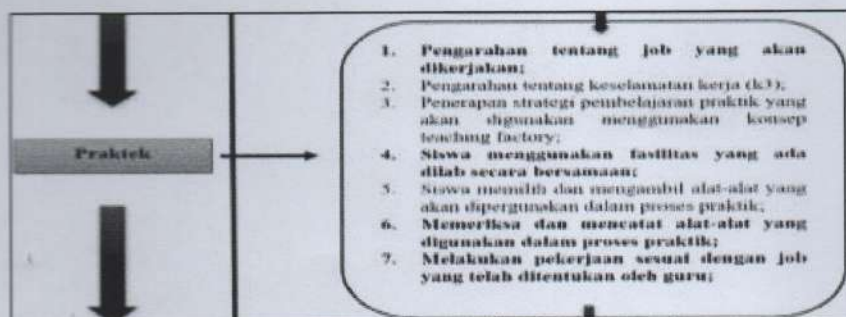 Praktek
1. Pengarahan tentang job yang akan
dikerjakan;
2. Pengarahan tentang keselamatan kerja (k3);
3. Penerapan strategi pembelajaran praktik yang
akan digunakan menggunakan konsep
teaching factory;
4. Siswa menggunakan fasilitas yang ada
dilab secara bersamaan;
5. Siswa memilih dan mengambil alat-alat yang
akan dipergunakan dalam proses praktik;
6. Memeriksa dan mencatat alat-alat yang
digunakan dalam proses praktik;
7. Melakukan pekerjaan sesuai dengan job
yang telah ditentukan oleh guru;